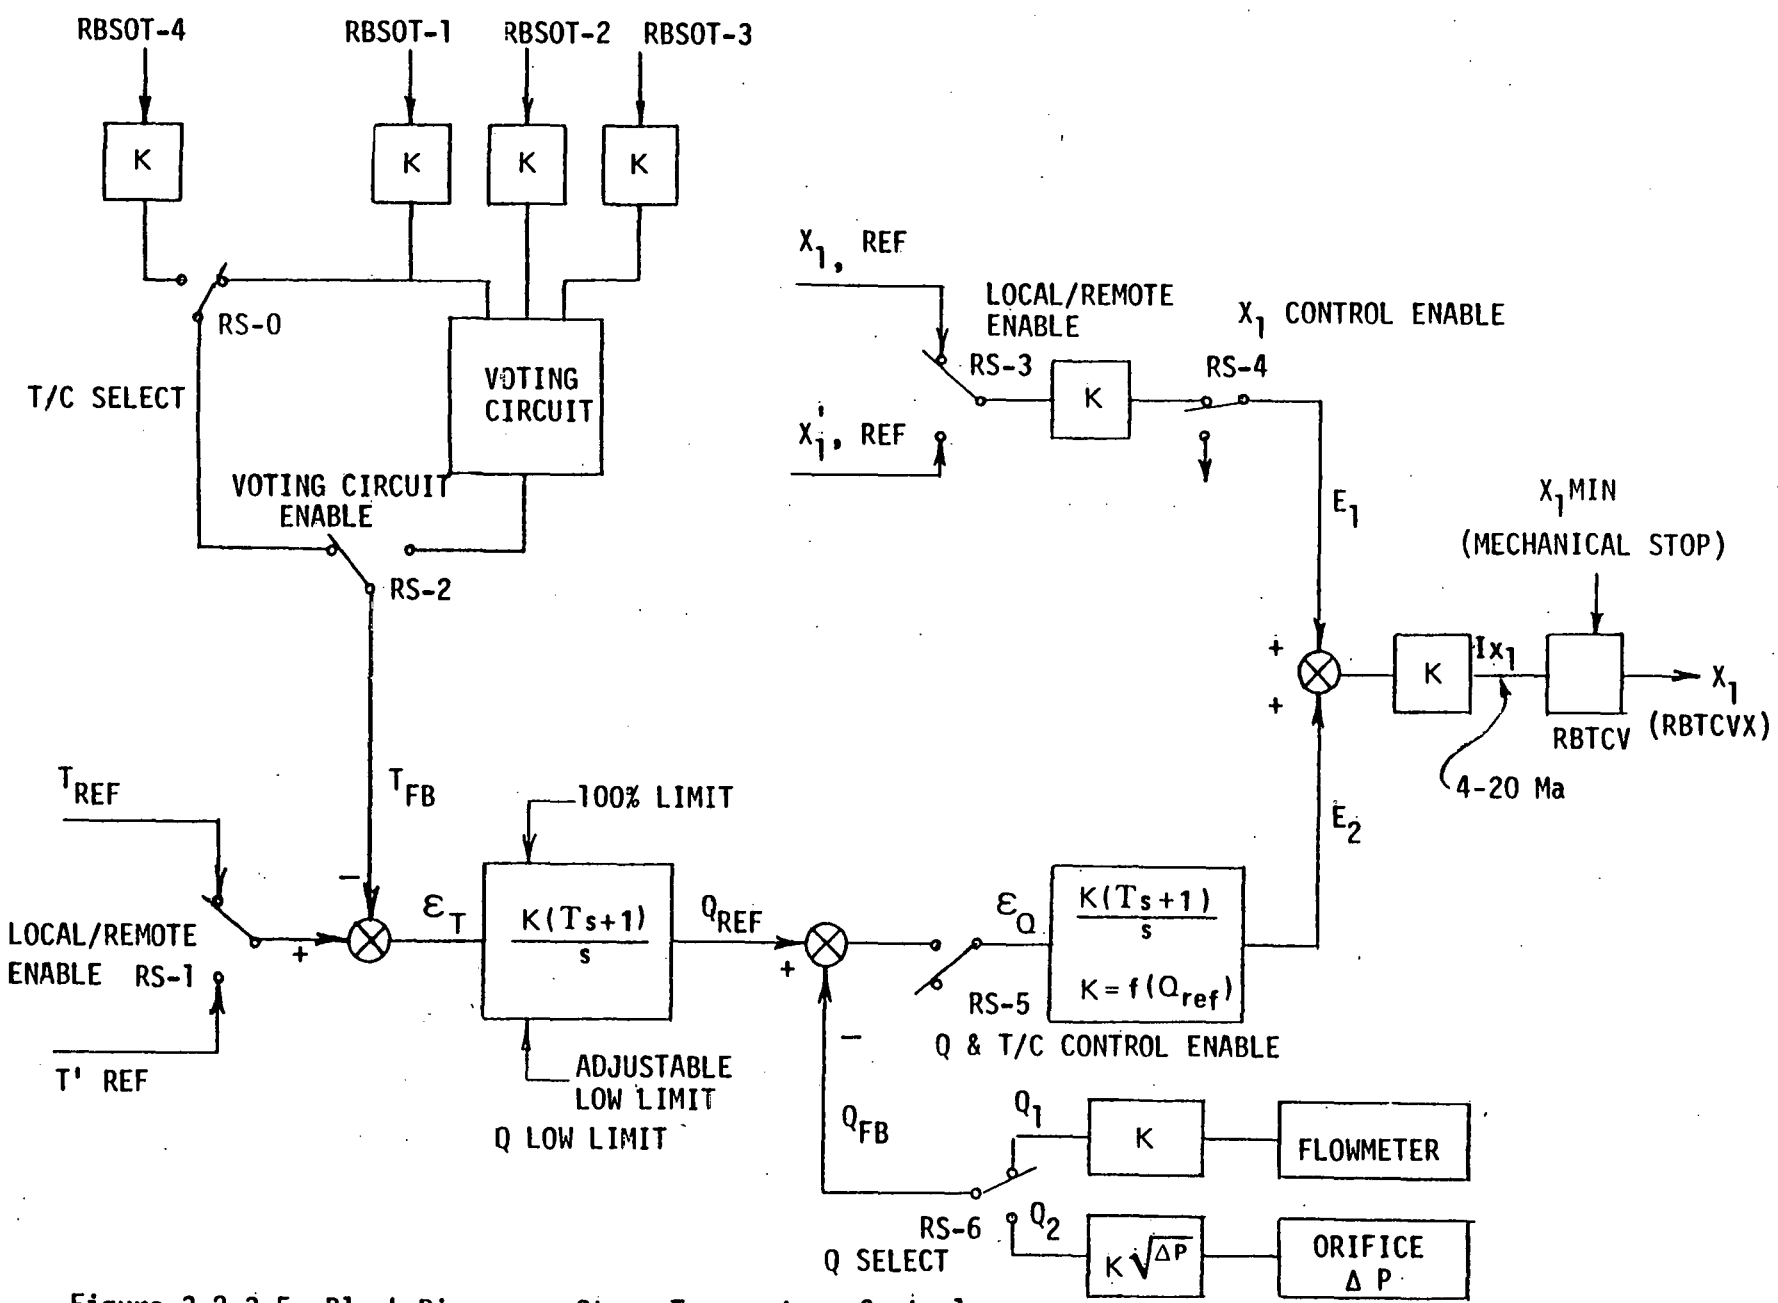 RBSOT-4
RBSOT-1
RBSOT-2
RBSOT-3
K
K
K
K
RS-0
T/C SELECT
VOTING
CIRCUIT
VOTING CIRCUIT
ENABLE
RS-2
X1, REF
LOCAL/REMOTE
ENABLE
RS-3
X1', REF
K
X1 CONTROL ENABLE
RS-4
E1
X1 MIN
(MECHANICAL STOP)
+
+
K
Ix1
X1
RBTCV
(RBTCVX)
4-20 Ma
E2
TREF
TFB
100% LIMIT
LOCAL/REMOTE
ENABLE RS-1
T' REF
−
+
εT
K(Ts+1)
s
QREF
+
−
ADJUSTABLE
LOW LIMIT
Q LOW LIMIT
εQ
K(Ts+1)
s
K=f(Qref)
RS-5
Q & T/C CONTROL ENABLE
QFB
Q1
K
FLOWMETER
RS-6
Q SELECT
Q2
K√ΔP
ORIFICE
Δ P